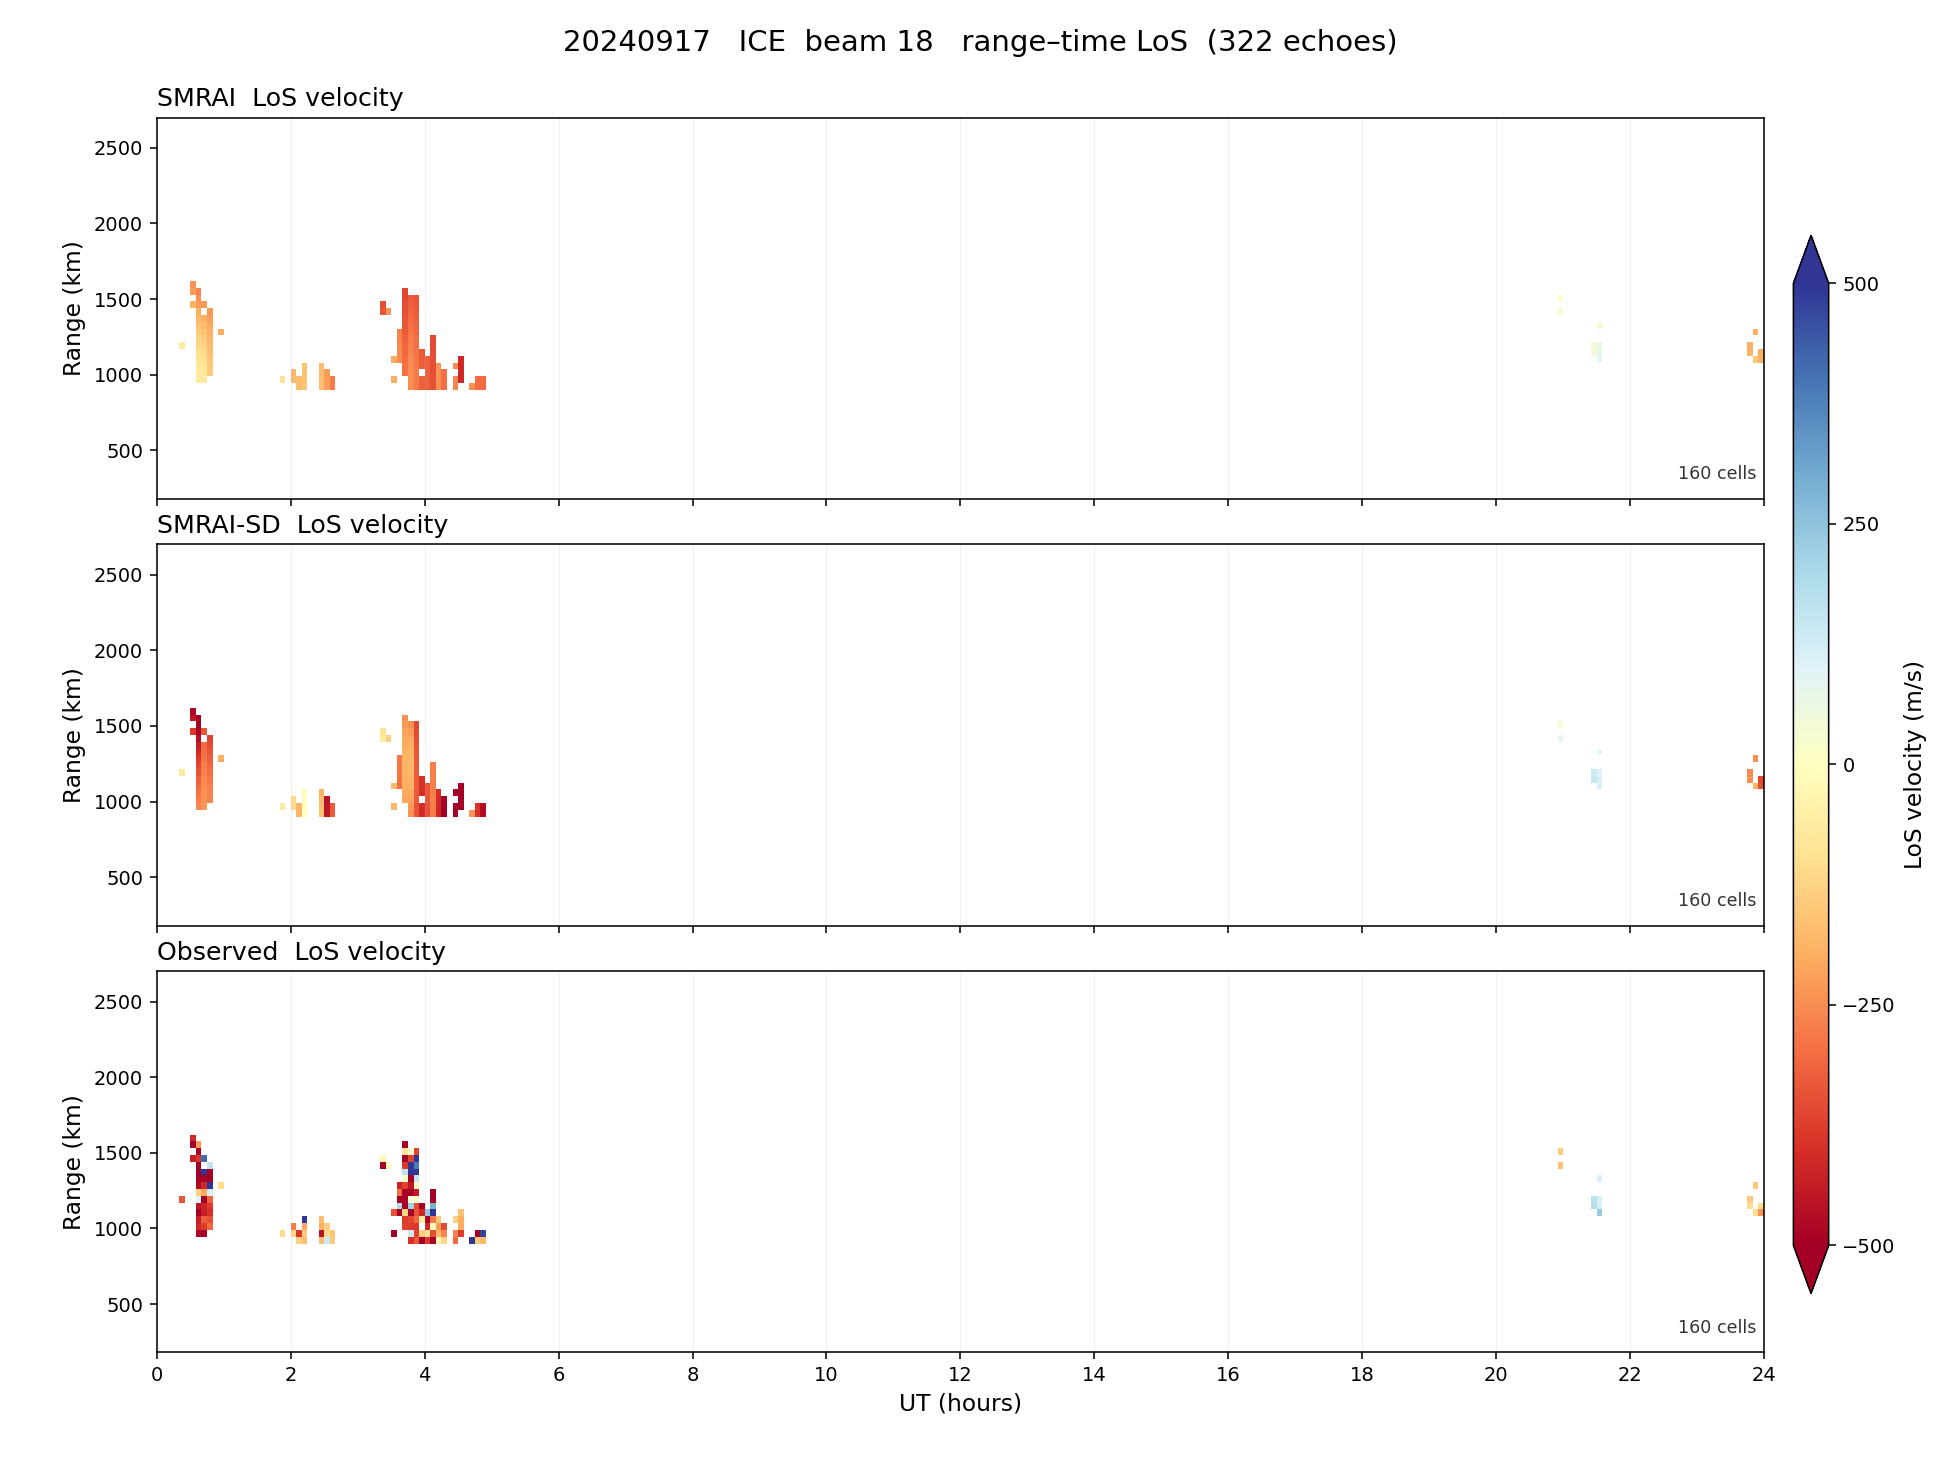 20240917   ICE  beam 18   range–time LoS  (322 echoes)
SMRAI  LoS velocity
2500
2000
1500
1000
500
Range (km)
160 cells
SMRAI-SD  LoS velocity
2500
2000
1500
1000
500
Range (km)
160 cells
Observed  LoS velocity
2500
2000
1500
1000
500
Range (km)
160 cells
0 2 4 6 8 10 12 14 16 18 20 22 24
UT (hours)
500
250
0
−250
−500
LoS velocity (m/s)